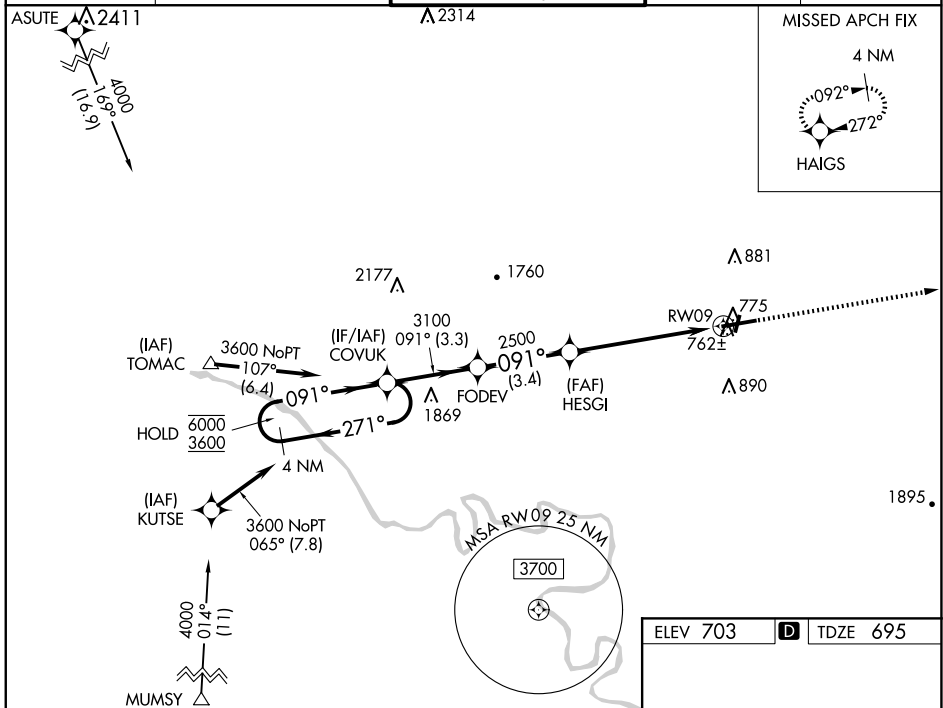 ASUTE
2411
2314
MISSED APCH FIX
4 NM
092°
272°
HAIGS
4000
169°
(16.9)
881
2177
1760
775
RW09
762±
(IF/IAF)
COVUK
3100
091° (3.3)
2500
091°
(3.4)
(IAF)
TOMAC
3600 NoPT
107°
(6.4)
091°
FODEV
(FAF)
HESGI
890
1869
HOLD
6000
3600
271°
4 NM
(IAF)
KUTSE
3600 NoPT
065° (7.8)
1895
MSA RW09 25 NM
3700
4000
014°
(11)
MUMSY
ELEV 703
D
TDZE 695